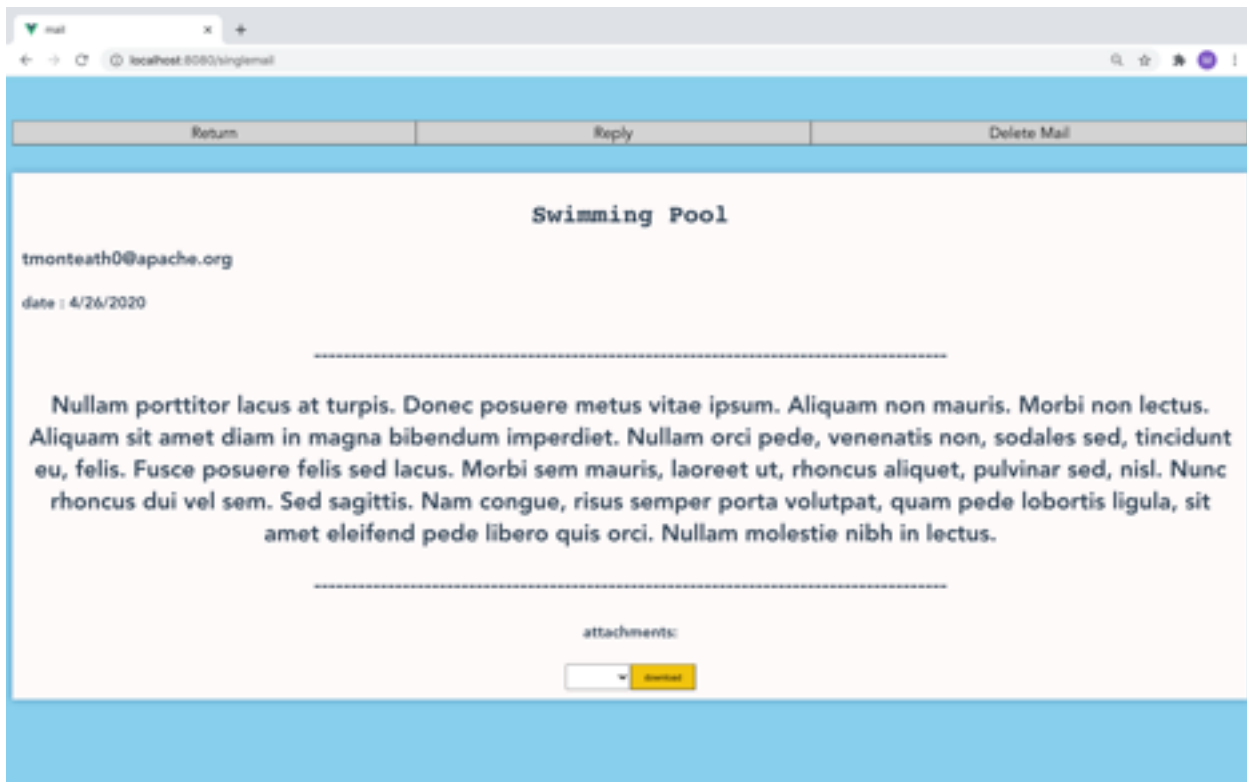 mail
localhost:8080/singlemail
Return Reply Delete Mail
Swimming Pool
tmonteath0@apache.org
date : 4/26/2020
--------------------------------------------------------------------------------
Nullam porttitor lacus at turpis. Donec posuere metus vitae ipsum. Aliquam non mauris. Morbi non lectus.
Aliquam sit amet diam in magna bibendum imperdiet. Nullam orci pede, venenatis non, sodales sed, tincidunt
eu, felis. Fusce posuere felis sed lacus. Morbi sem mauris, laoreet ut, rhoncus aliquet, pulvinar sed, nisl. Nunc
rhoncus dui vel sem. Sed sagittis. Nam congue, risus semper porta volutpat, quam pede lobortis ligula, sit
amet eleifend pede libero quis orci. Nullam molestie nibh in lectus.
--------------------------------------------------------------------------------
attachments:
download